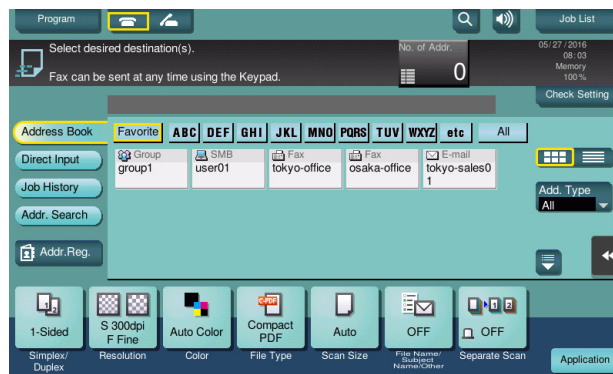 Program
Job List
Select desired destination(s).
Fax can be sent at any time using the Keypad.
No. of Addr.
0
05/27/2016
08:03
Memory
100%
Check Setting
Address Book
Favorite
ABC
DEF
GHI
JKL
MNO
PQRS
TUV
WXYZ
etc
All
Direct Input
Job History
Addr. Search
Addr.Reg.
Group
group1
SMB
user01
Fax
tokyo-office
Fax
osaka-office
E-mail
tokyo-sales0
1
Add. Type
All
1-Sided
Simplex/
Duplex
S 300dpi
F Fine
Resolution
Auto Color
Color
C-PDF
Compact
PDF
File Type
Auto
Scan Size
OFF
File Name/
Subject
Name/Other
OFF
Separate Scan
Application